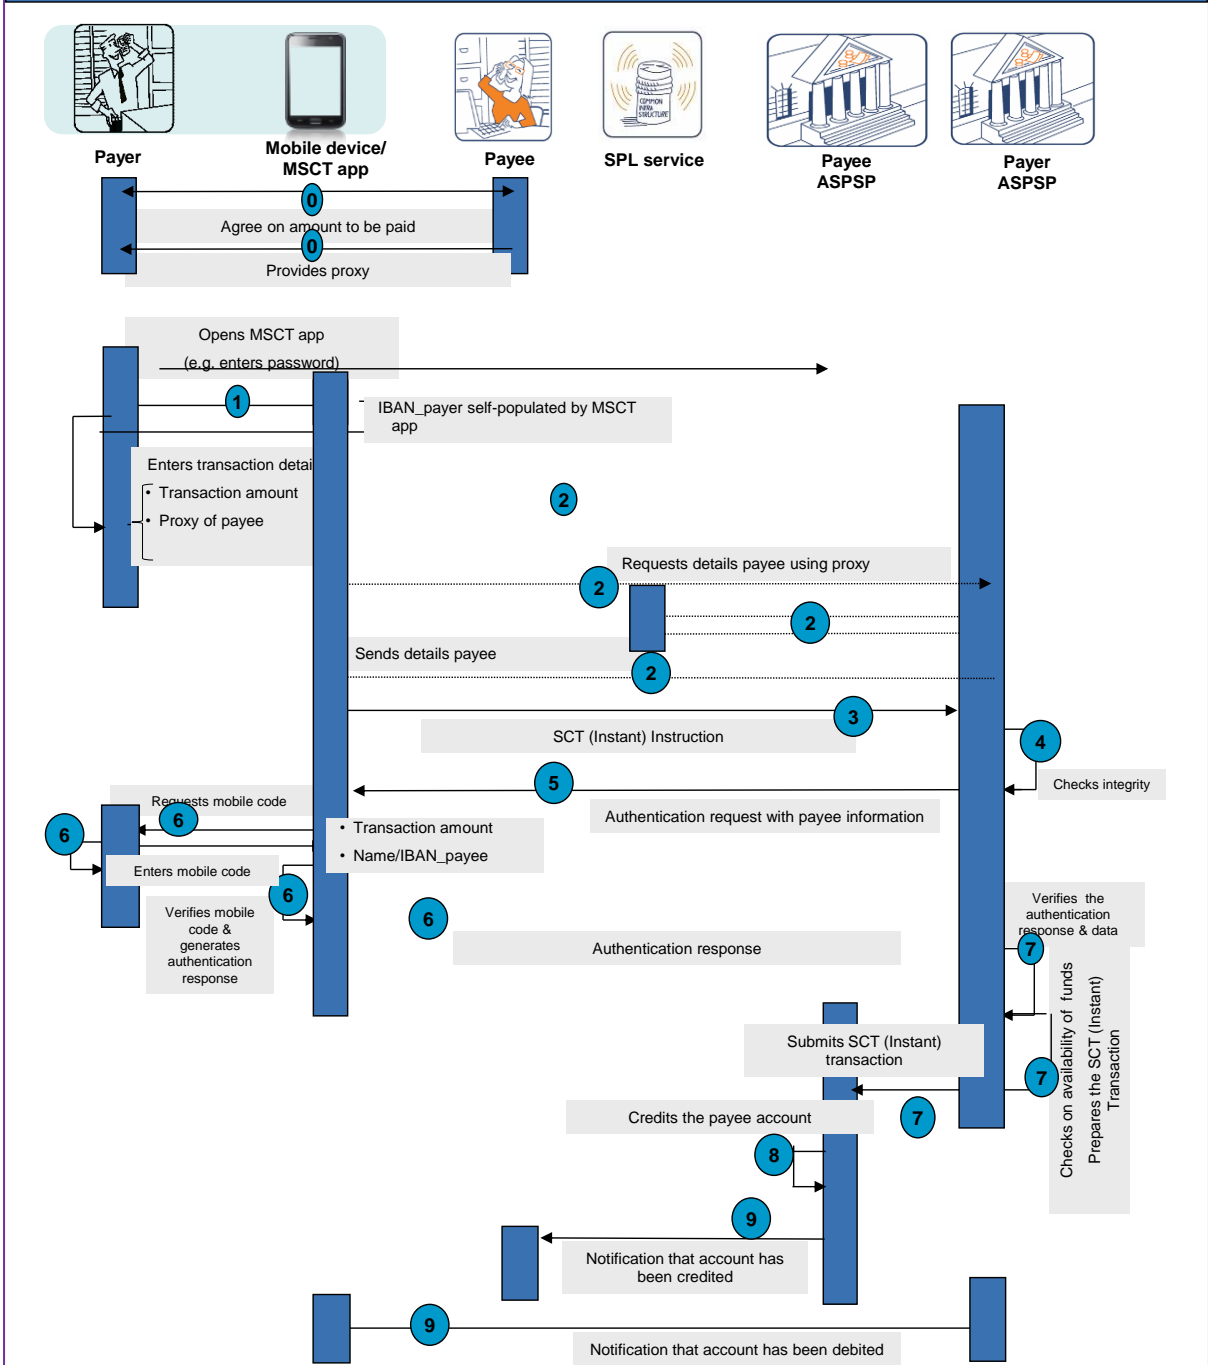 COMMON
INFRA
STRUCTURE
Payer
Mobile device/
MSCT app
Payee
SPL service
Payee
ASPSP
Payer
ASPSP
0
Agree on amount to be paid
0
Provides proxy
Opens MSCT app
(e.g. enters password)
1
IBAN_payer self-populated by MSCT
app
Enters transaction detai
• Transaction amount
• Proxy of payee
2
Requests details payee using proxy
2
2
Sends details payee
2
3
SCT (Instant) Instruction
4
Checks integrity
5
Authentication request with payee information
Requests mobile code
6
6
• Transaction amount
• Name/IBAN_payee
Enters mobile code
6
Verifies mobile
code &
generates
authentication
response
6
Authentication response
Verifies the
authentication
response & data
7
Checks on availability of funds
Prepares the SCT (Instant)
Transaction
Submits SCT (Instant)
transaction
7
7
Credits the payee account
8
9
Notification that account has
been credited
9
Notification that account has been debited